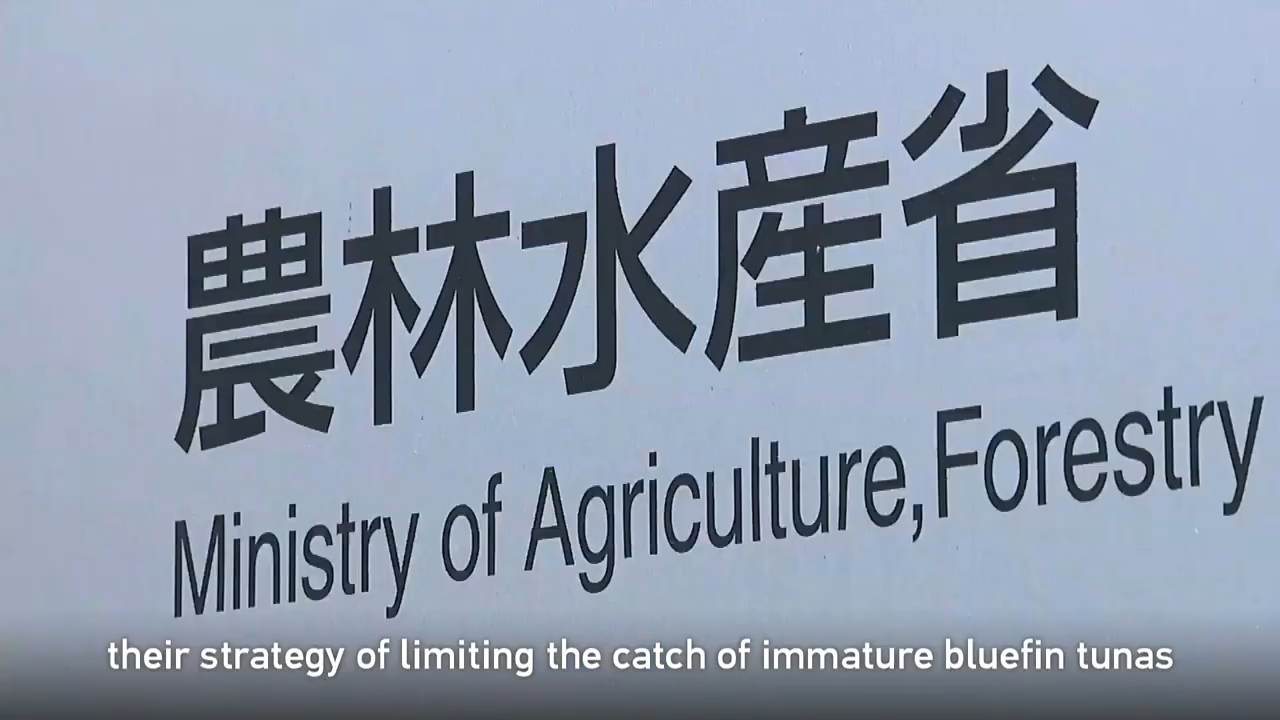 農林水産省
Ministry of Agriculture,Forestry
their strategy of limiting the catch of immature bluefin tunas